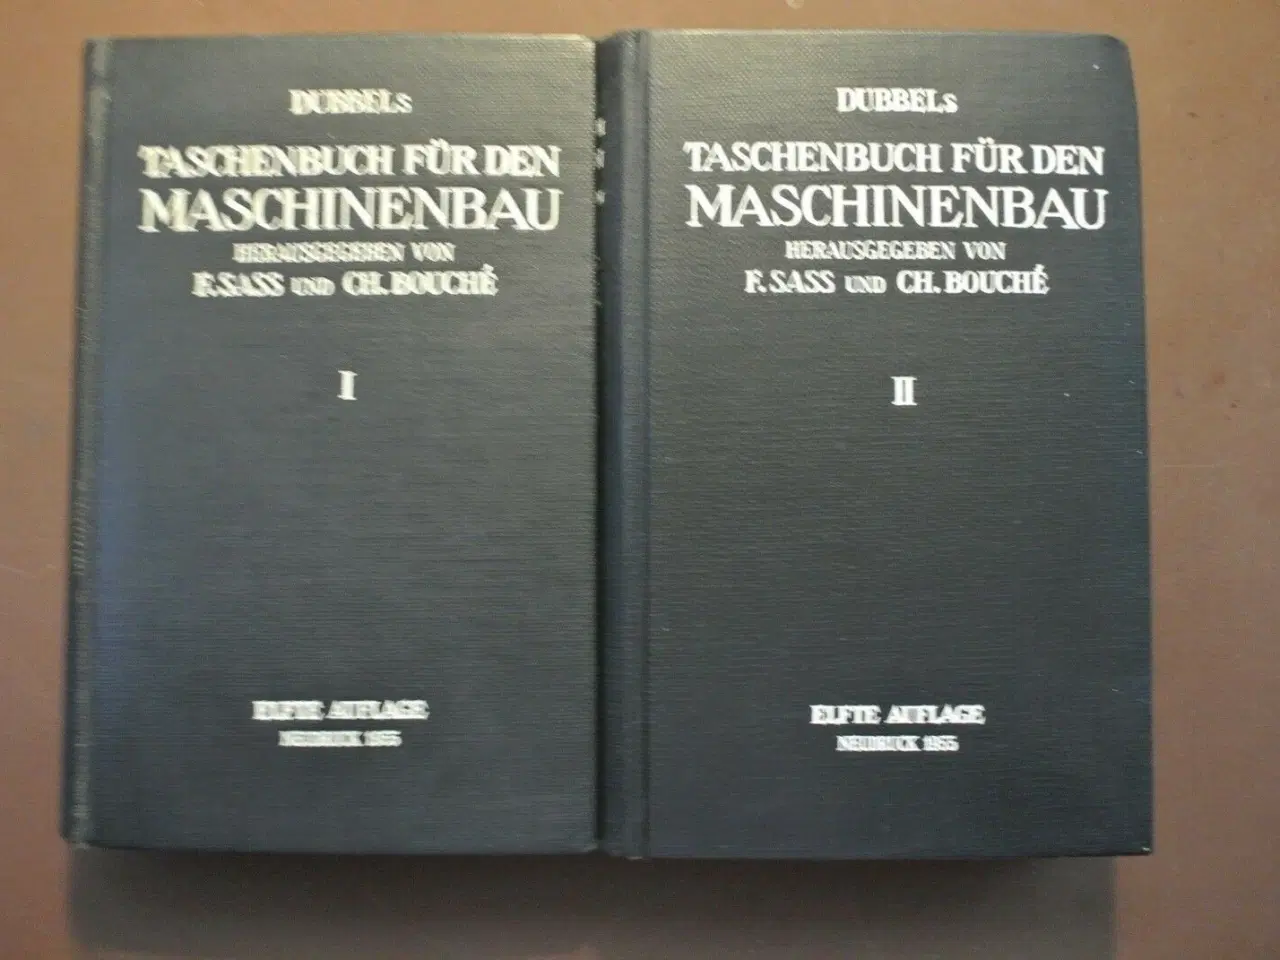 DUBBELs
TASCHENBUCH FÜR DEN
MASCHINENBAU
HERAUSGEGEBEN VON
F. SASS UND CH. BOUCHÉ
I
ELFTE AUFLAGE
NEUDRUCK 1955
DUBBELs
TASCHENBUCH FÜR DEN
MASCHINENBAU
HERAUSGEGEBEN VON
F. SASS UND CH. BOUCHÉ
II
ELFTE AUFLAGE
NEUDRUCK 1955